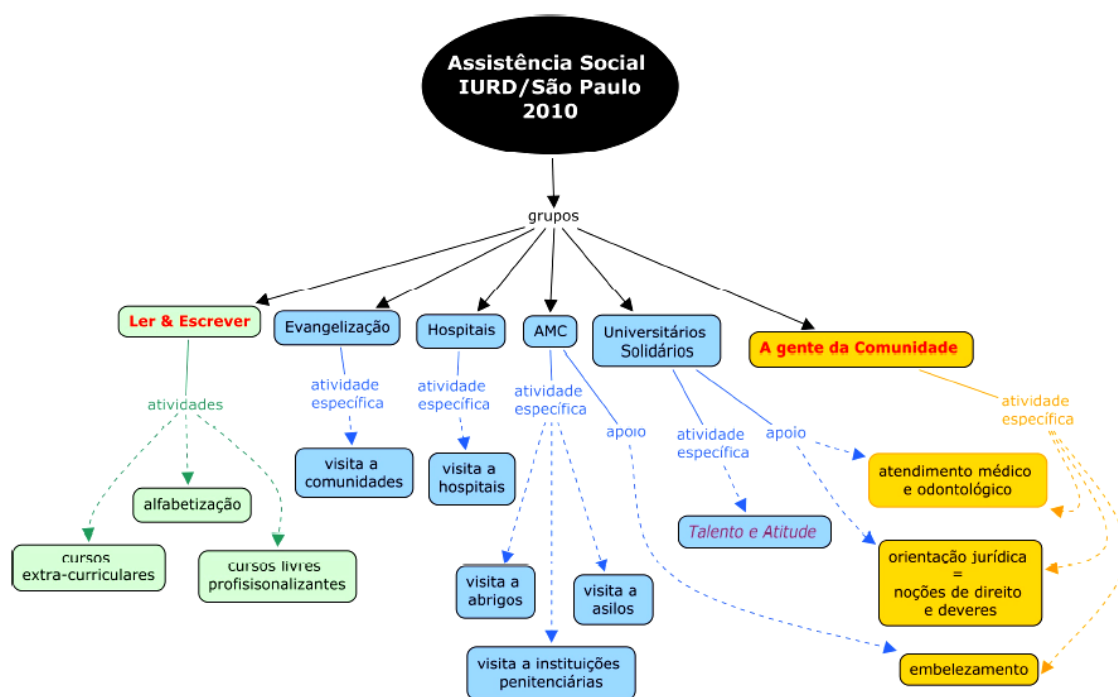 Assistência Social
IURD/São Paulo
2010
grupos
Ler & Escrever
Evangelização
Hospitais
AMC
Universitários
Solidários
A gente da Comunidade
atividades
atividade
específica
atividade
específica
atividade
específica
apoio
atividade
específica
apoio
atividade
específica
visita a
comunidades
visita a
hospitais
atendimento médico
e odontológico
alfabetização
Talento e Atitude
cursos
extra-curriculares
cursos livres
profisisonalizantes
visita a
abrigos
visita a
asilos
orientação jurídica
=
noções de direito
e deveres
visita a instituições
penitenciárias
embelezamento